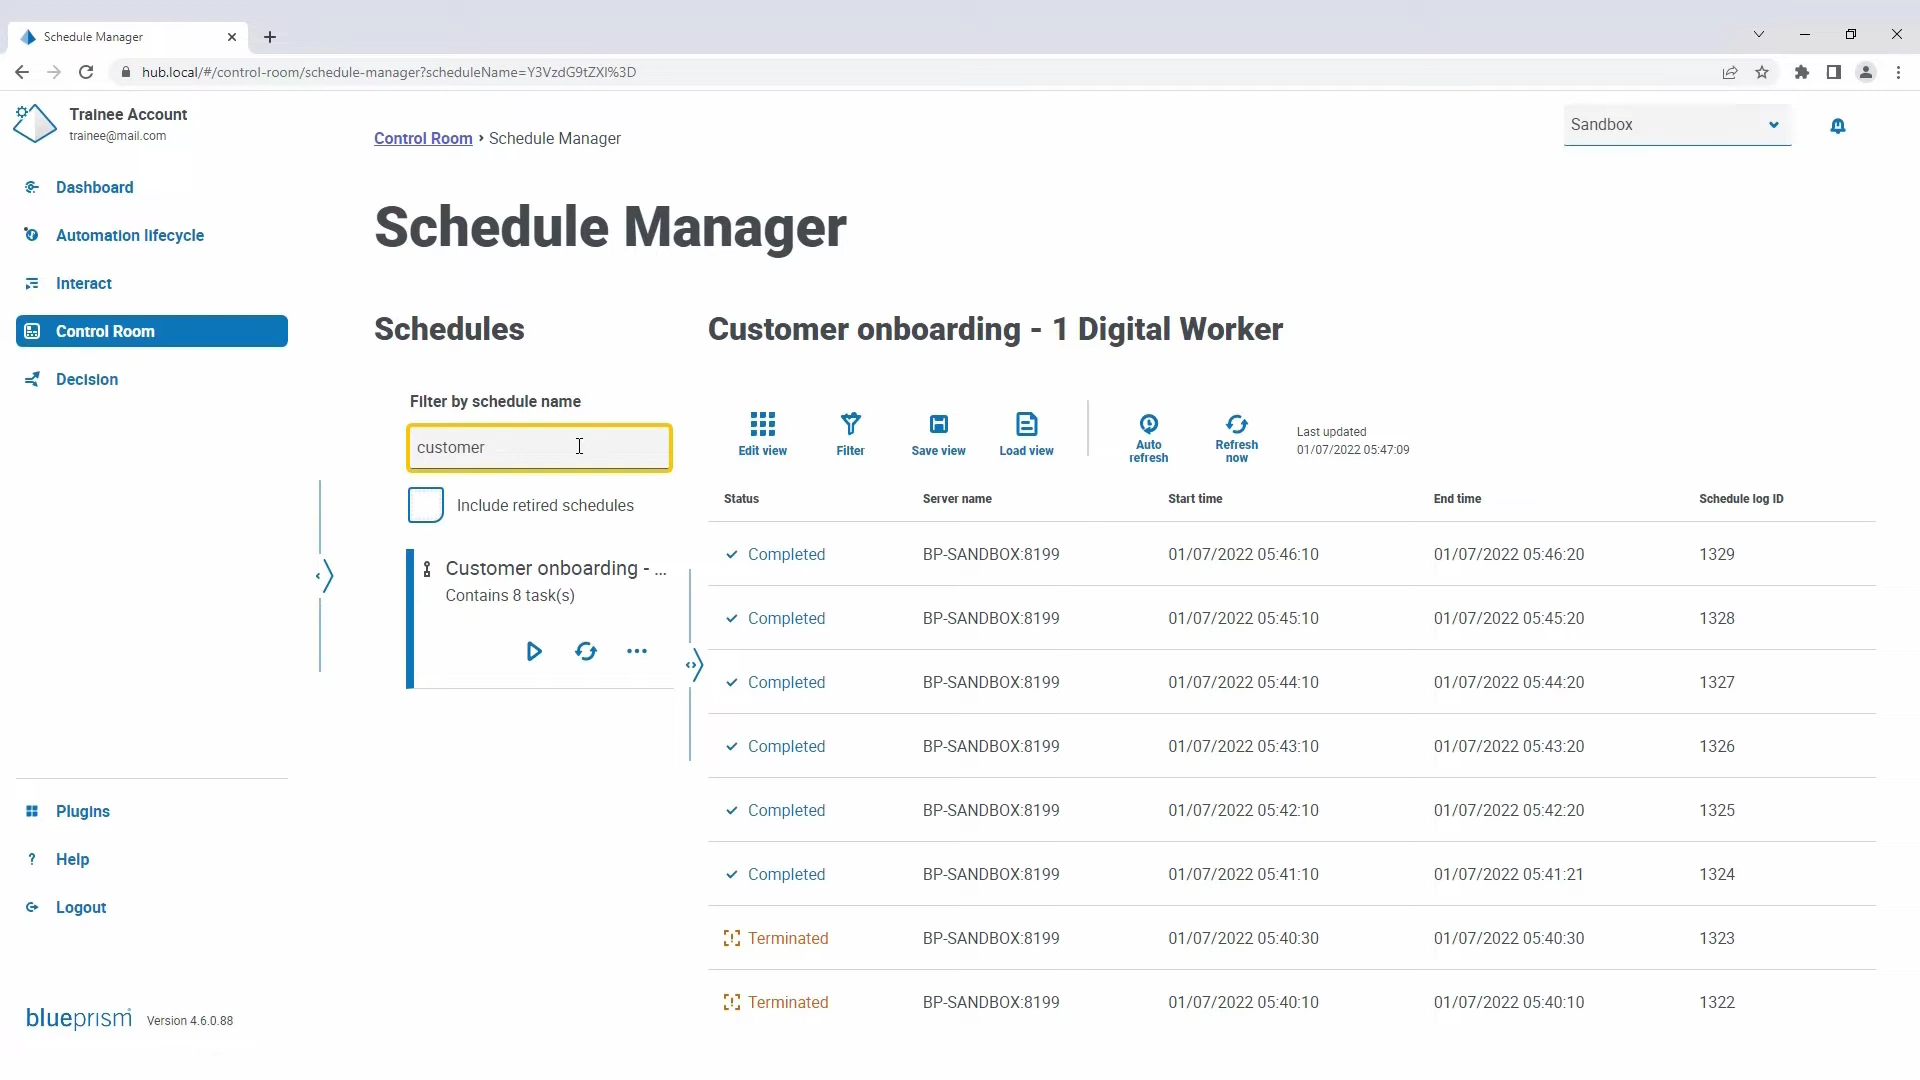 Schedule Manager
hub.local/#/control-room/schedule-manager?scheduleName=Y3VzdG9tZXI%3D
Trainee Account
trainee@mail.com
Control Room › Schedule Manager
Sandbox
Dashboard
Automation lifecycle
Interact
Control Room
Decision
Plugins
Help
Logout
blueprism Version 4.6.0.88
Schedule Manager
Schedules
Filter by schedule name
customer
Include retired schedules
Customer onboarding - ...
Contains 8 task(s)
Customer onboarding - 1 Digital Worker
Edit view
Filter
Save view
Load view
Auto
refresh
Refresh
now
Last updated
01/07/2022 05:47:09
Status Server name Start time End time Schedule log ID
Completed BP-SANDBOX:8199 01/07/2022 05:46:10 01/07/2022 05:46:20 1329
Completed BP-SANDBOX:8199 01/07/2022 05:45:10 01/07/2022 05:45:20 1328
Completed BP-SANDBOX:8199 01/07/2022 05:44:10 01/07/2022 05:44:20 1327
Completed BP-SANDBOX:8199 01/07/2022 05:43:10 01/07/2022 05:43:20 1326
Completed BP-SANDBOX:8199 01/07/2022 05:42:10 01/07/2022 05:42:20 1325
Completed BP-SANDBOX:8199 01/07/2022 05:41:10 01/07/2022 05:41:21 1324
Terminated BP-SANDBOX:8199 01/07/2022 05:40:30 01/07/2022 05:40:30 1323
Terminated BP-SANDBOX:8199 01/07/2022 05:40:10 01/07/2022 05:40:10 1322